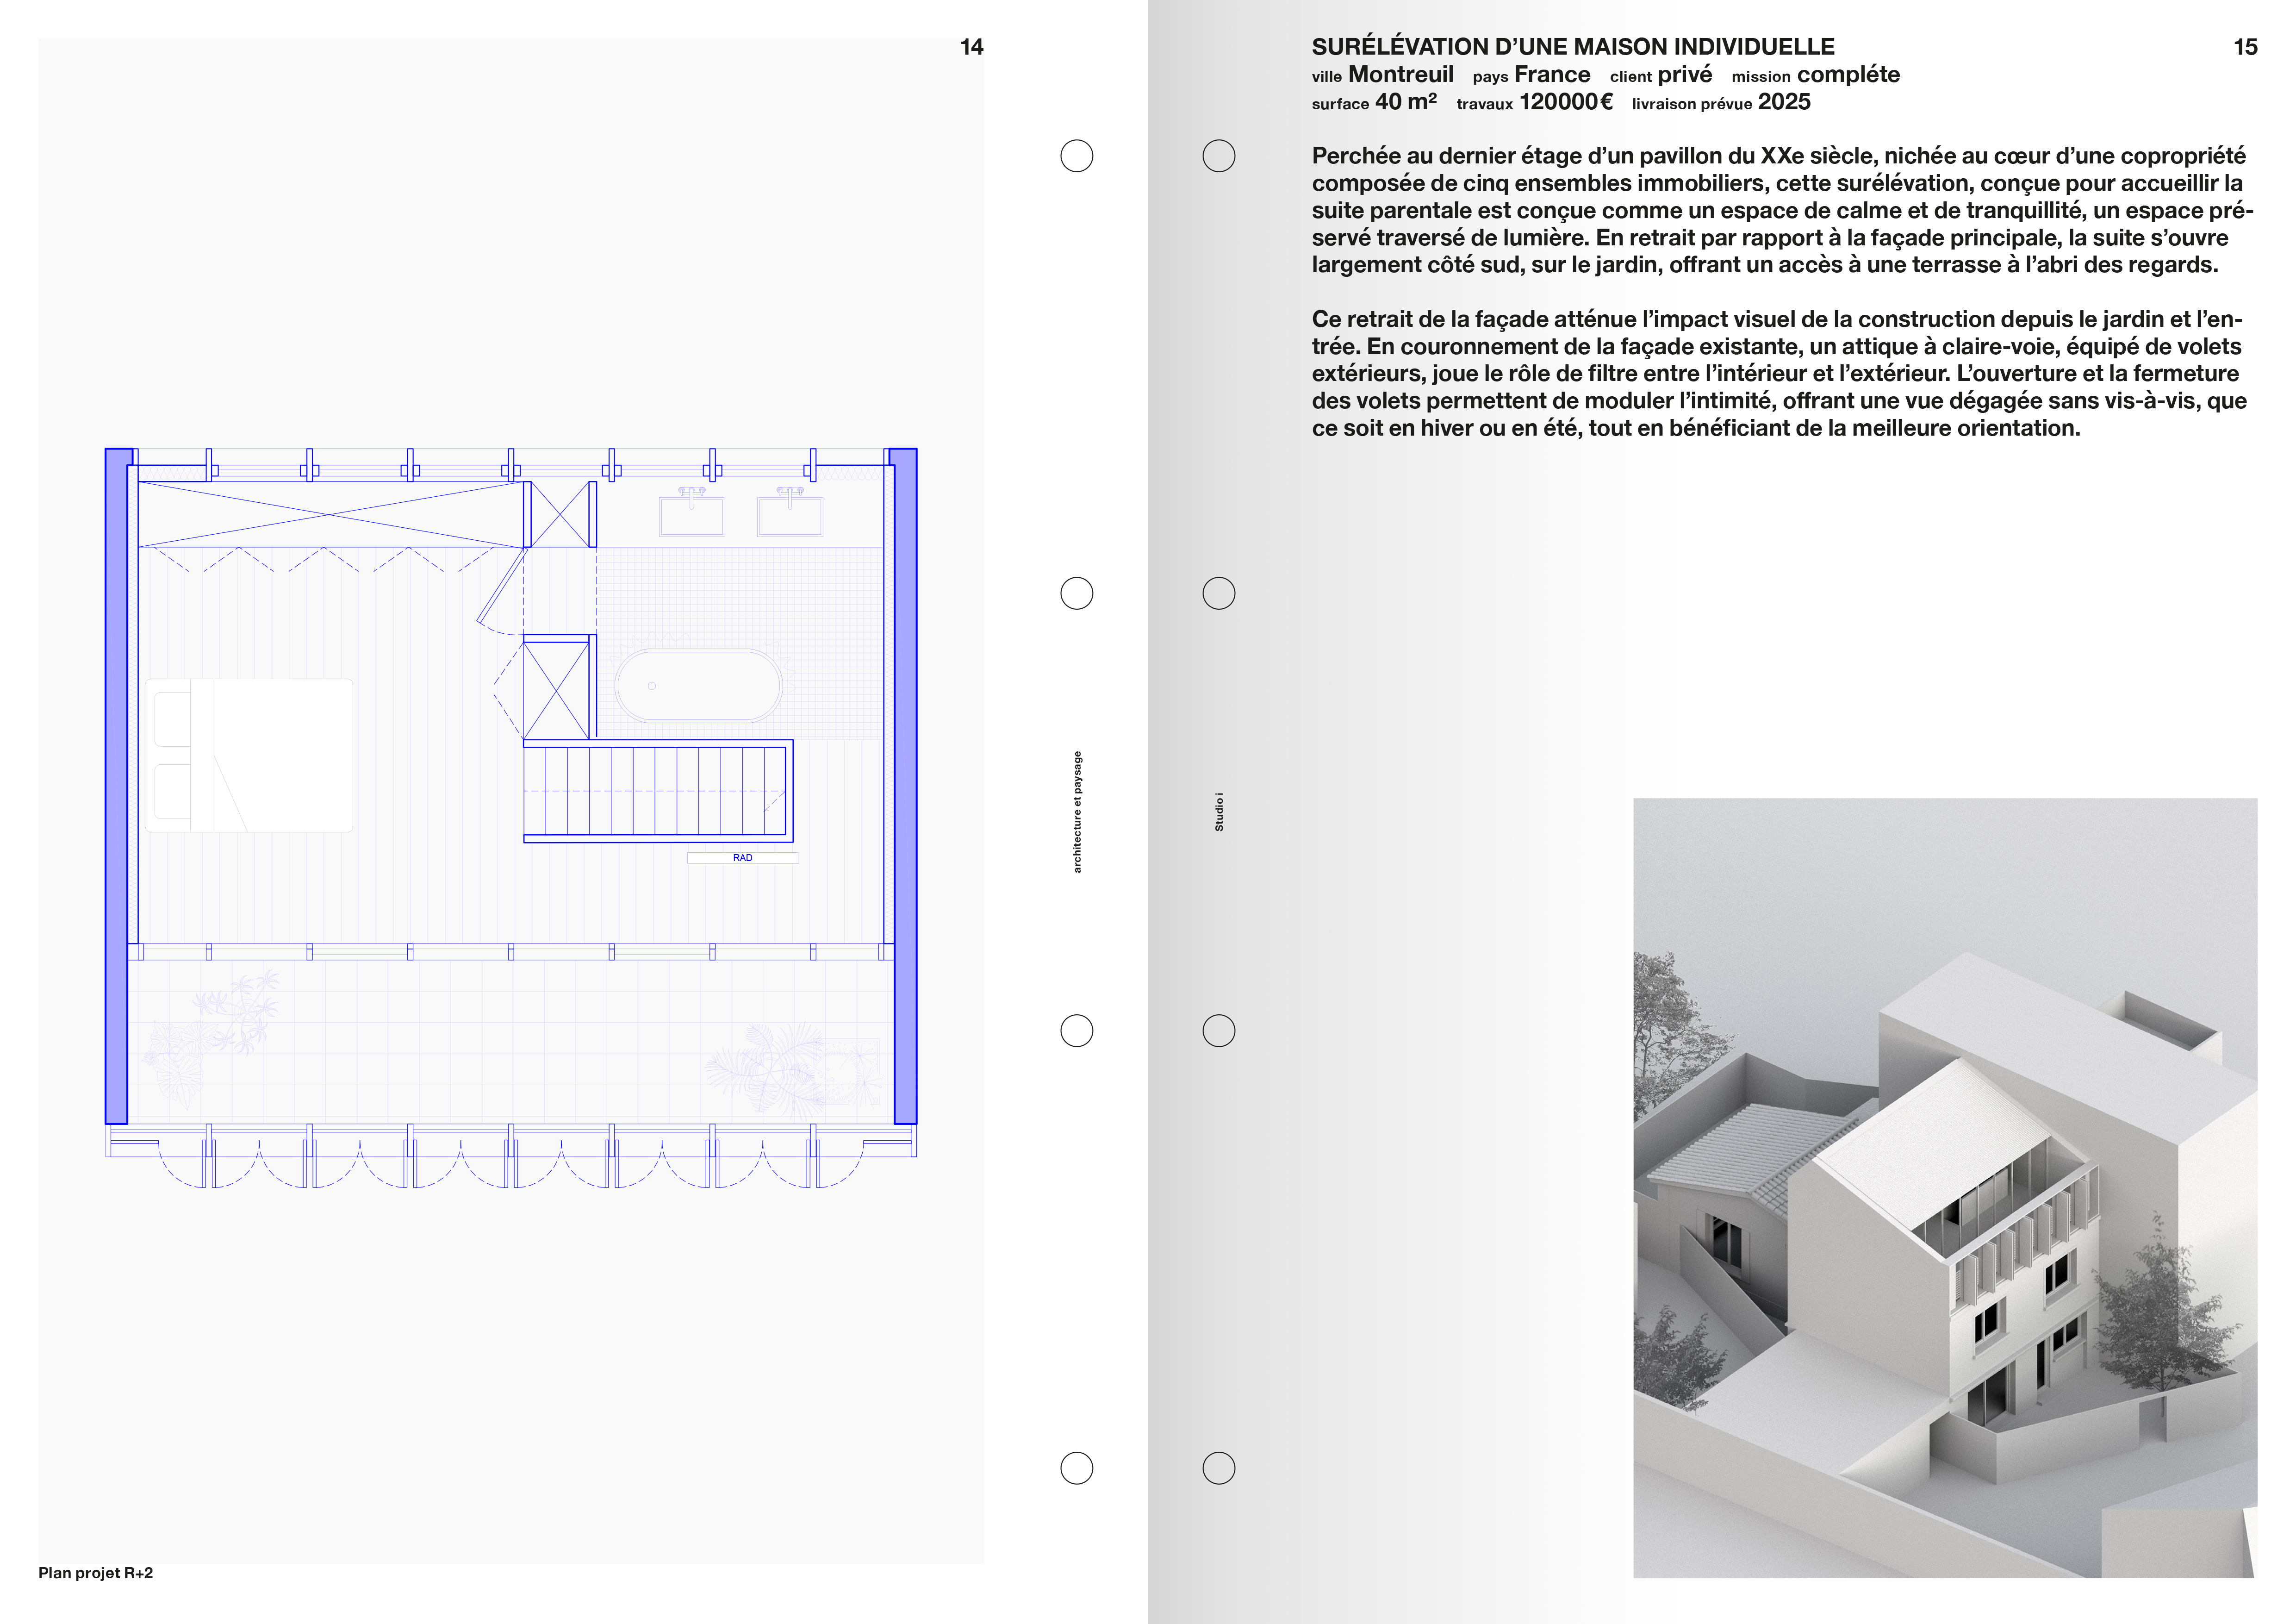 14
RAD
Plan projet R+2
architecture et paysage
Studio i
SURÉLÉVATION D’UNE MAISON INDIVIDUELLE
15
ville Montreuil pays France client privé mission compléte
surface 40 m² travaux 120000 € livraison prévue 2025
Perchée au dernier étage d’un pavillon du XXe siècle, nichée au cœur d’une copropriété
composée de cinq ensembles immobiliers, cette surélévation, conçue pour accueillir la
suite parentale est conçue comme un espace de calme et de tranquillité, un espace pré-
servé traversé de lumière. En retrait par rapport à la façade principale, la suite s’ouvre
largement côté sud, sur le jardin, offrant un accès à une terrasse à l’abri des regards.
Ce retrait de la façade atténue l’impact visuel de la construction depuis le jardin et l’en-
trée. En couronnement de la façade existante, un attique à claire-voie, équipé de volets
extérieurs, joue le rôle de filtre entre l’intérieur et l’extérieur. L’ouverture et la fermeture
des volets permettent de moduler l’intimité, offrant une vue dégagée sans vis-à-vis, que
ce soit en hiver ou en été, tout en bénéficiant de la meilleure orientation.